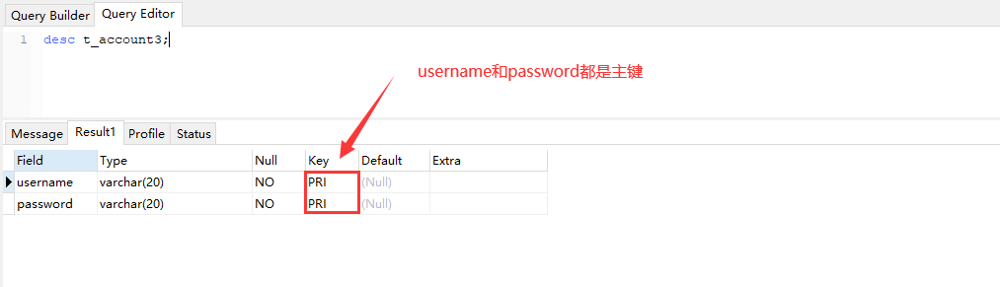 Query Builder Query Editor
1 desc t_account3;
username和password都是主键
Message Result1 Profile Status
Field Type Null Key Default Extra
username varchar(20) NO PRI (Null)
password varchar(20) NO PRI (Null)